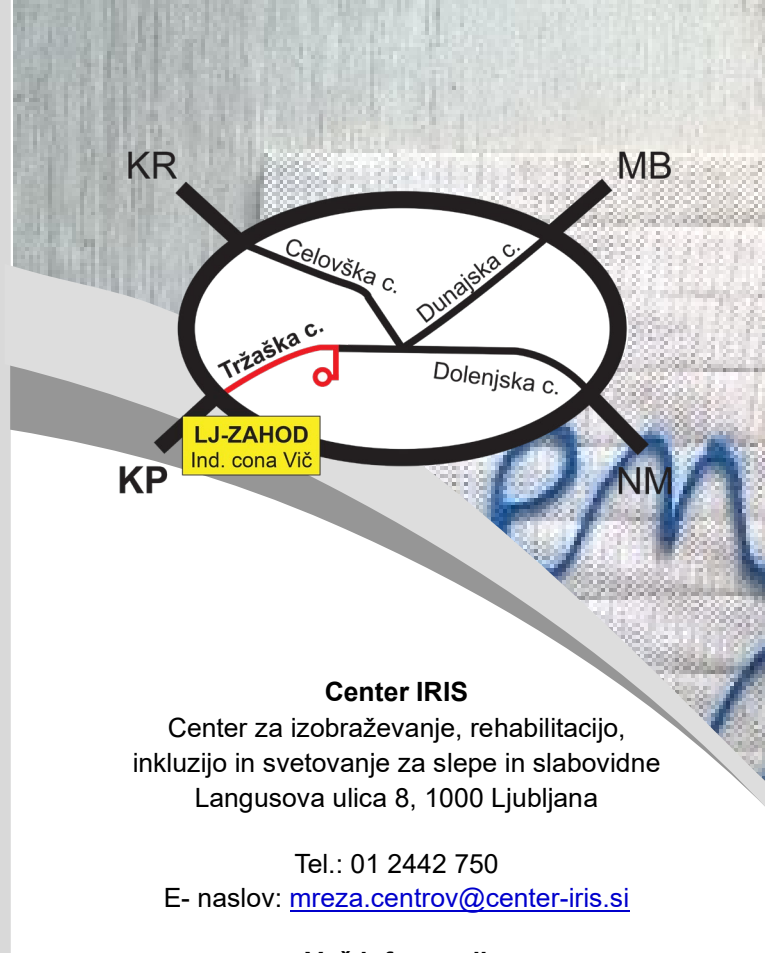 KR
MB
Celovška c.
Dunajska c.
Tržaška c.
Dolenjska c.
LJ-ZAHOD
Ind. cona Vič
KP
NM
em
Center IRIS
Center za izobraževanje, rehabilitacijo,
inkluzijo in svetovanje za slepe in slabovidne
Langusova ulica 8, 1000 Ljubljana
Tel.: 01 2442 750
E- naslov: mreza.centrov@center-iris.si